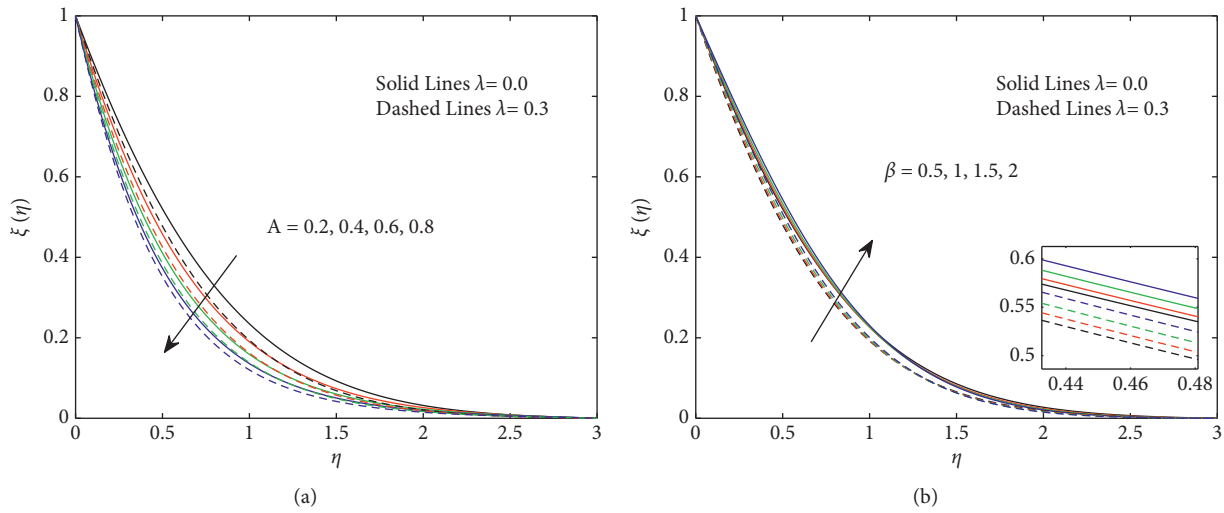 1
0.8
0.6
0.4
0.2
0
ξ (η)
Solid Lines λ= 0.0
Dashed Lines λ= 0.3
A = 0.2, 0.4, 0.6, 0.8
0 0.5 1 1.5 2 2.5 3
η
(a)
1
0.8
0.6
0.4
0.2
0
ξ (η)
Solid Lines λ= 0.0
Dashed Lines λ= 0.3
β = 0.5, 1, 1.5, 2
0.6
0.55
0.5
0.44 0.46 0.48
0 0.5 1 1.5 2 2.5 3
η
(b)